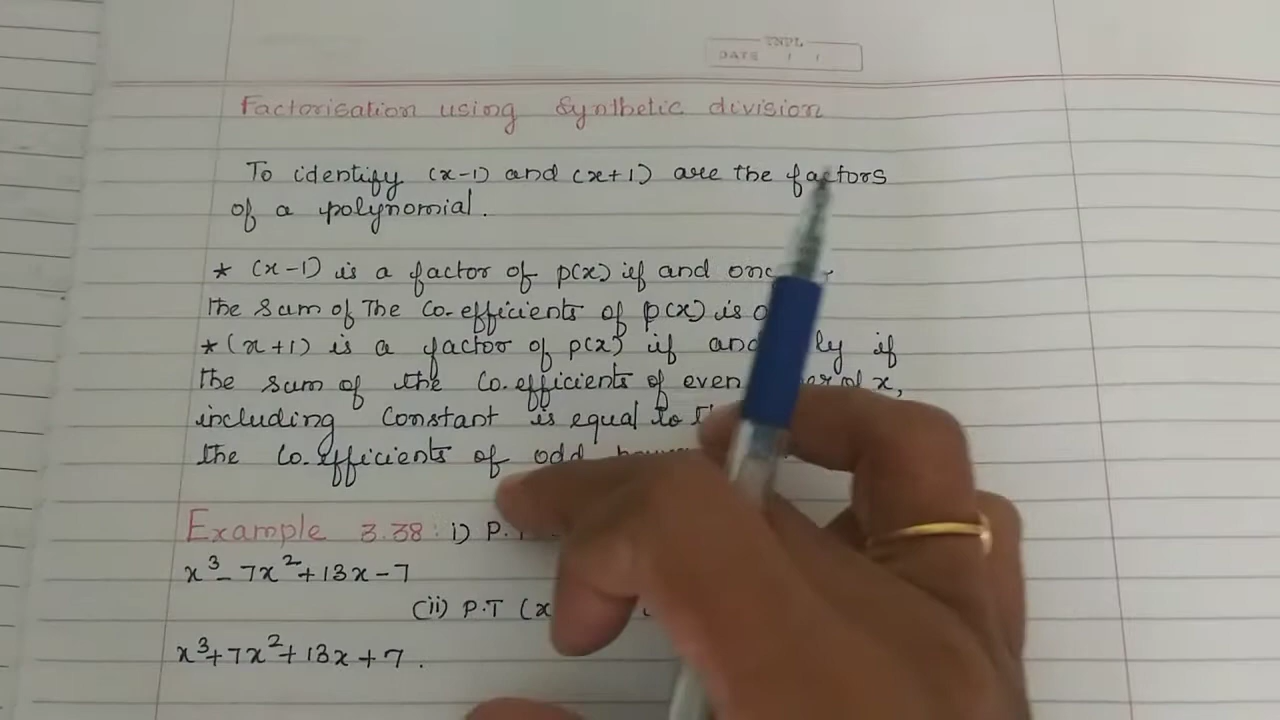 TNPL
DATE / /
Factorisation using Synthetic division
To identify (x-1) and (x+1) are the factors
of a polynomial.
* (x-1) is a factor of p(x) if and
the sum of the Co-efficients of p(x) is
* (x+1) is a factor of p(x) if and if
the sum of the Co-efficients of even of x,
including Constant is equal to
the Co-efficients of odd
Example 3.38: i) P.T
x³-7x²+13x-7
(ii) P.T (x
x³+7x²+13x+7.